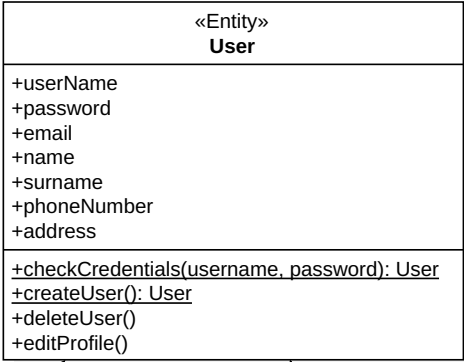 «Entity»
User
+userName
+password
+email
+name
+surname
+phoneNumber
+address
+checkCredentials(username, password): User
+createUser(): User
+deleteUser()
+editProfile()